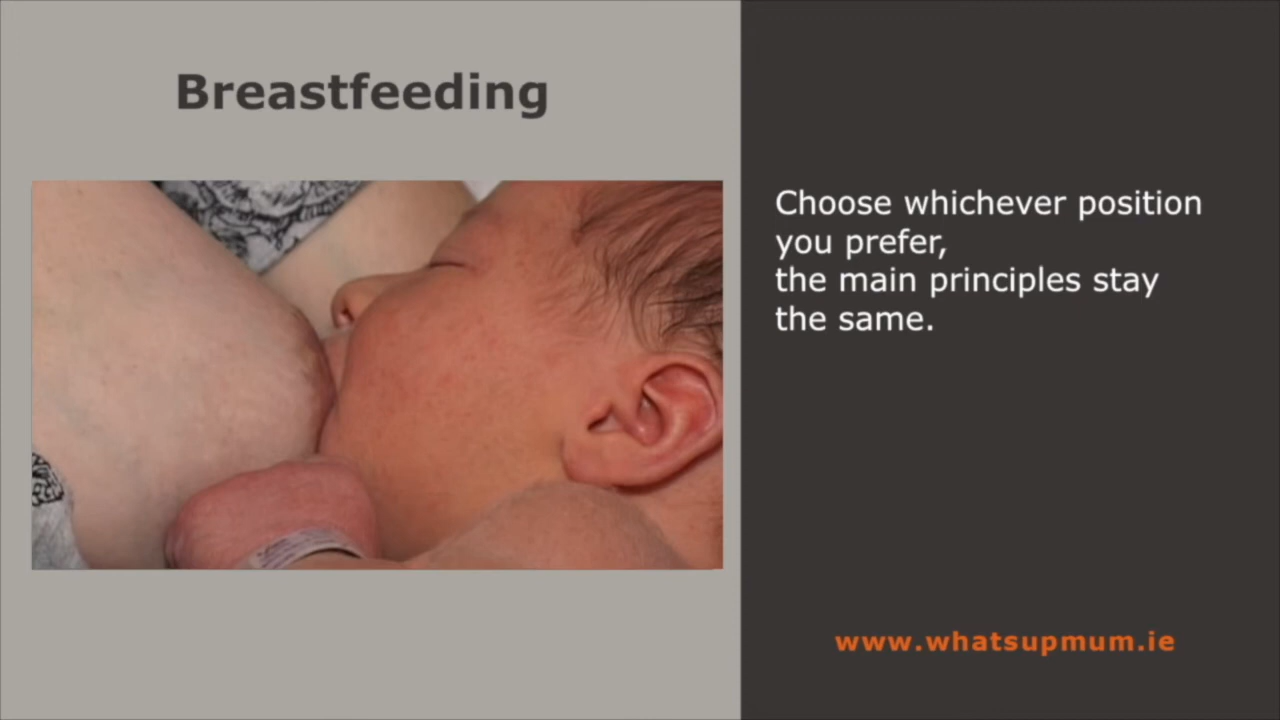 Breastfeeding
Choose whichever position
you prefer,
the main principles stay
the same.
www.whatsupmum.ie